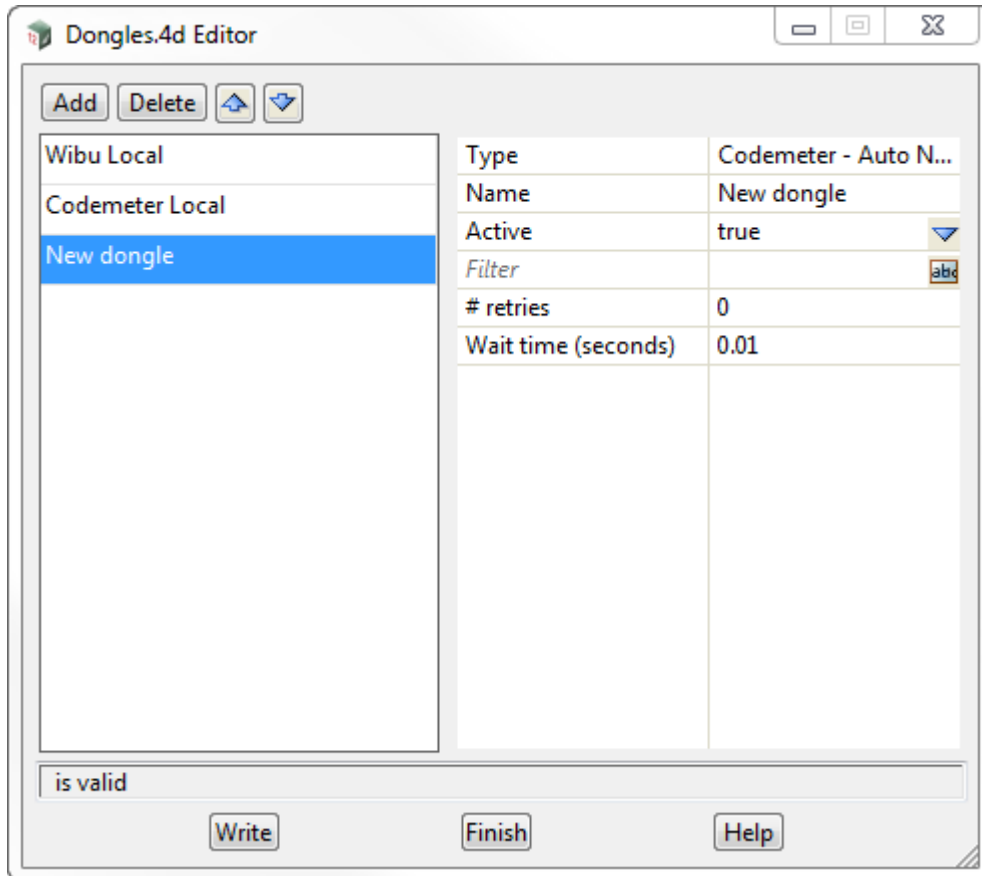 Dongles.4d Editor
Add Delete
Wibu Local
Codemeter Local
New dongle
Type Codemeter - Auto N...
Name New dongle
Active true
Filter abc
# retries 0
Wait time (seconds) 0.01
is valid
Write Finish Help